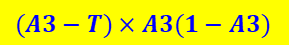 (A3 − T) × A3(1 − A3)